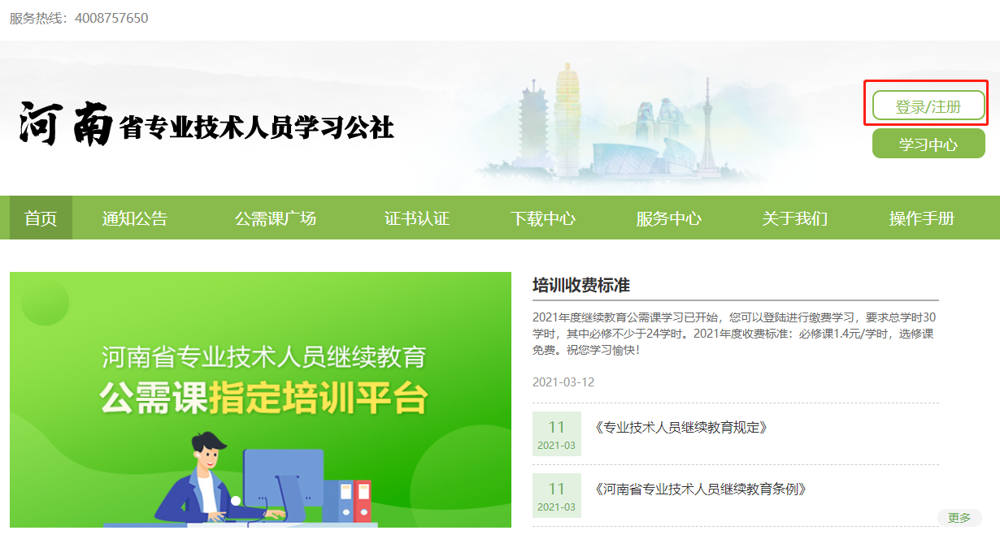 服务热线：4008757650
河南省专业技术人员学习公社
登录/注册
学习中心
首页 通知公告 公需课广场 证书认证 下载中心 服务中心 关于我们 操作手册
河南省专业技术人员继续教育
公需课指定培训平台
培训收费标准
2021年度继续教育公需课学习已开始，您可以登陆进行缴费学习，要求总学时30
学时，其中必修不少于24学时。2021年度收费标准：必修课1.4元/学时，选修课
免费。祝您学习愉快！
2021-03-12
11
2021-03
《专业技术人员继续教育规定》
11
2021-03
《河南省专业技术人员继续教育条例》
更多